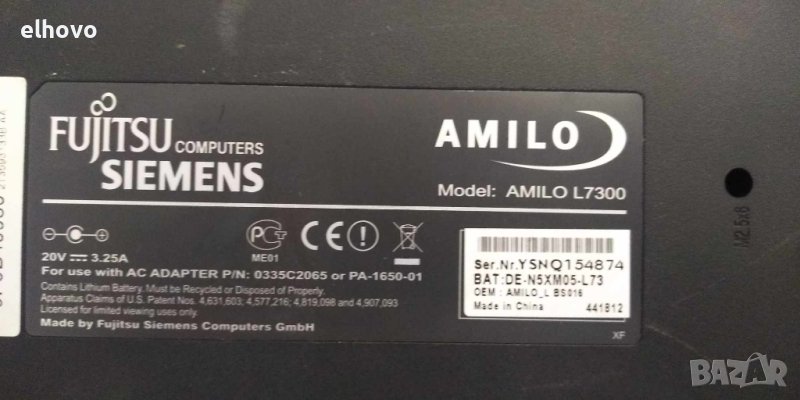 elhovo
FUJITSU COMPUTERS
SIEMENS
AMILO
Model: AMILO L7300
20V 3.25A
ME01
For use with AC ADAPTER P/N: 0335C2065 or PA-1650-01
Contains Lithium Battery. Must be Recycled or Disposed of Properly.
Apparatus Claims of U.S. Patent Nos. 4,631,603; 4,577,216; 4,819,098 and 4,907,093
Licensed for limited viewing uses only.
Made by Fujitsu Siemens Computers GmbH
Ser.Nr.YSNQ154874
BAT:DE-N5XM05-L73
OEM : AMILO_L BS016
Made in China 441812
XF
M2.5x6
BAZAR